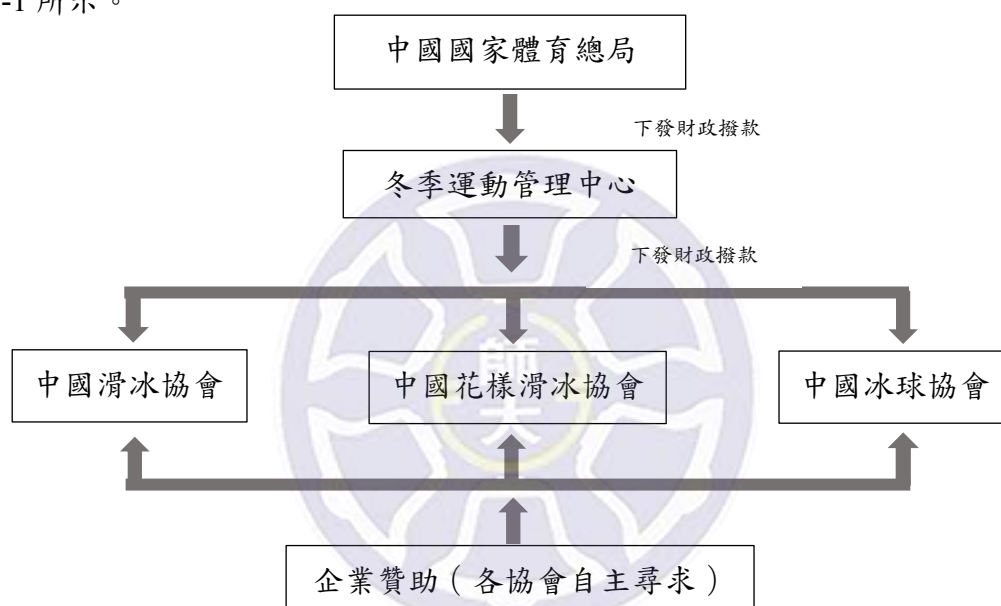 -1 所示。
中國國家體育總局
下發財政撥款
冬季運動管理中心
下發財政撥款
中國滑冰協會
中國花樣滑冰協會
中國冰球協會
企業贊助（各協會自主尋求）
師大